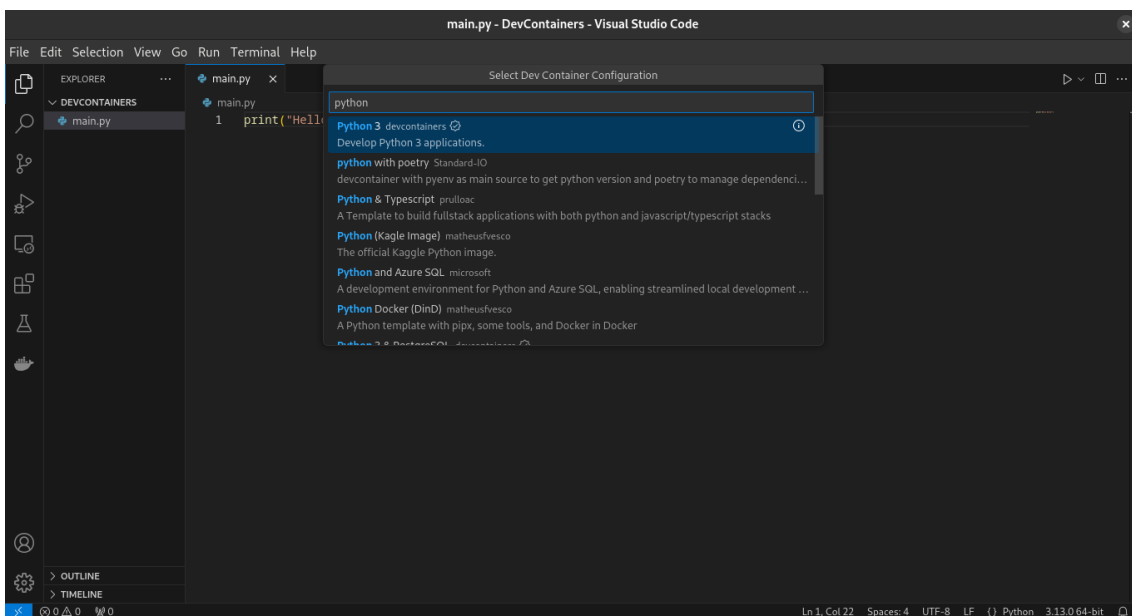 main.py - DevContainers - Visual Studio Code
File Edit Selection View Go Run Terminal Help
EXPLORER
main.py
Select Dev Container Configuration
DEVCONTAINERS
main.py
main.py
1 print("Hell
python
Python 3 devcontainers
Develop Python 3 applications.
python with poetry Standard-IO
devcontainer with pyenv as main source to get python version and poetry to manage dependenci...
Python & Typescript prulloac
A Template to build fullstack applications with both python and javascript/typescript stacks
Python (Kagle Image) matheusfvesco
The official Kaggle Python image.
Python and Azure SQL microsoft
A development environment for Python and Azure SQL, enabling streamlined local development ...
Python Docker (DinD) matheusfvesco
A Python template with pipx, some tools, and Docker in Docker
Python 3 & PostgreSQL devcontainers
OUTLINE
TIMELINE
0 0 0 Ln 1, Col 22 Spaces: 4 UTF-8 LF {} Python 3.13.0 64-bit